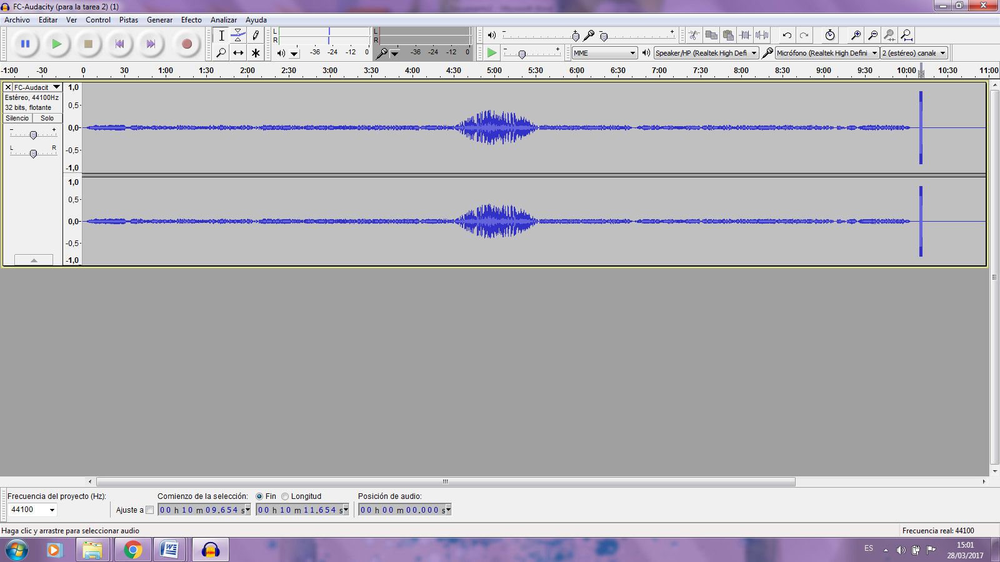 FC-Audacity (para la tarea 2) (1)
Archivo Editar Ver Control Pistas Generar Efecto Analizar Ayuda
L
R
-36 -24 -12 0
L
R
-36 -24 -12 0
- +
- +
- +
MME
Speaker/HP (Realtek High Defi
Micrófono (Realtek High Defini
2 (estéreo) canale
-1:00 -30 0 30 1:00 1:30 2:00 2:30 3:00 3:30 4:00 4:30 5:00 5:30 6:00 6:30 7:00 7:30 8:00 8:30 9:00 9:30 10:00 10:30 11:00
X FC-Audacit
Estéreo, 44100Hz
32 bits, flotante
Silencio Solo
- +
L R
1,0
0,5
0,0
-0,5
-1,0
1,0
0,5
0,0
-0,5
-1,0
Frecuencia del proyecto (Hz):
44100
Ajuste a
Comienzo de la selección:
00 h 10 m 09.654 s
Fin Longitud
00 h 10 m 11.654 s
Posición de audio:
00 h 00 m 00.000 s
Haga clic y arrastre para seleccionar audio
Frecuencia real: 44100
ES
15:01
28/03/2017